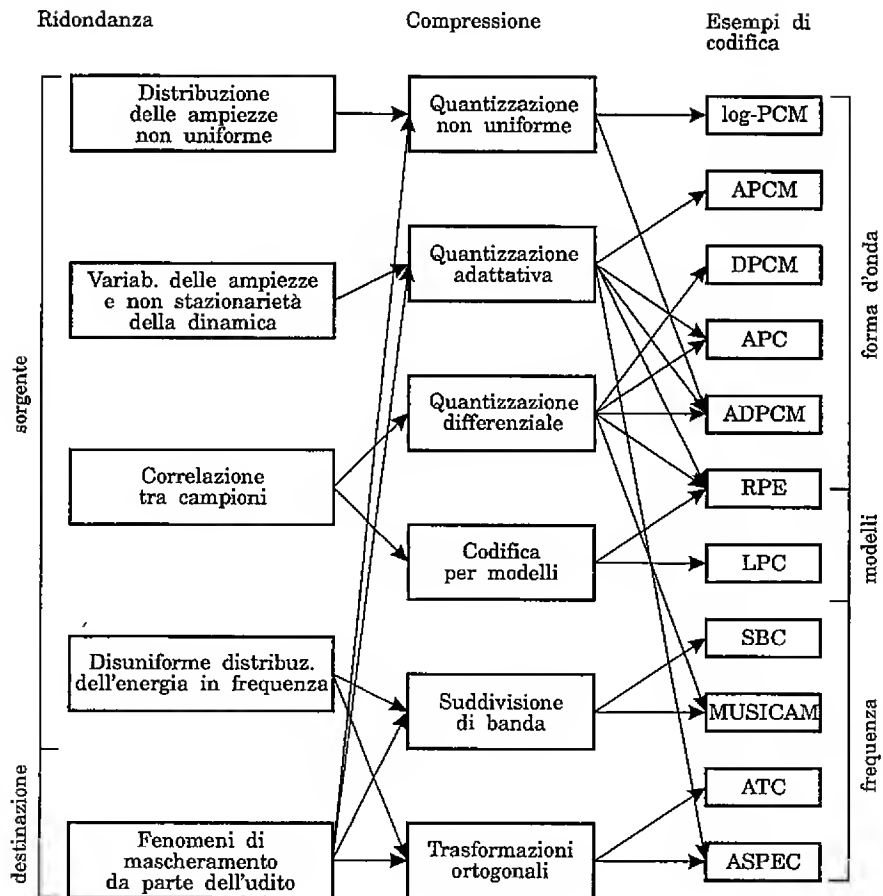 Ridondanza
Compressione
Esempi di
codifica
sorgente
destinazione
Distribuzione
delle ampiezze
non uniforme
Variab. delle ampiezze
e non stazionarietà
della dinamica
Correlazione
tra campioni
Disuniforme distribuz.
dell'energia in frequenza
Fenomeni di
mascheramento
da parte dell'udito
Quantizzazione
non uniforme
Quantizzazione
adattativa
Quantizzazione
differenziale
Codifica
per modelli
Suddivisione
di banda
Trasformazioni
ortogonali
log-PCM
APCM
DPCM
APC
ADPCM
RPE
LPC
SBC
MUSICAM
ATC
ASPEC
forma d'onda
modelli
frequenza